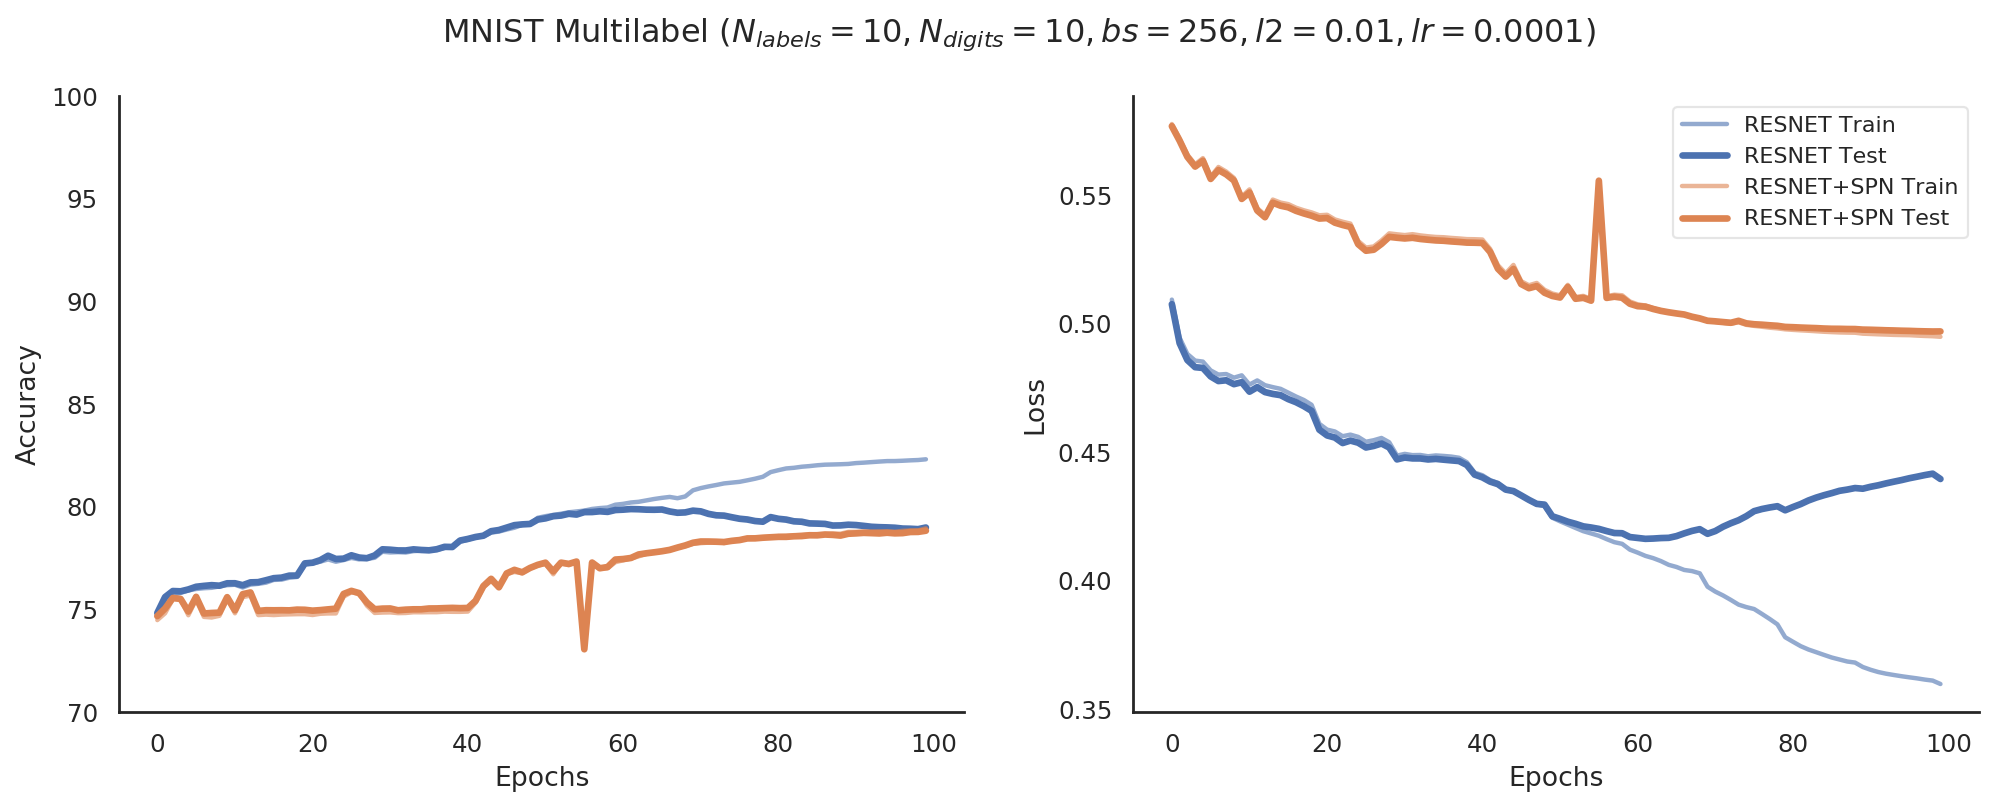 MNIST Multilabel (N_labels = 10, N_digits = 10, bs = 256, l2 = 0.01, lr = 0.0001)
Accuracy
100
95
90
85
80
75
70
0 20 40 60 80 100
Epochs
Loss
0.55
0.50
0.45
0.40
0.35
0 20 40 60 80 100
Epochs
RESNET Train
RESNET Test
RESNET+SPN Train
RESNET+SPN Test